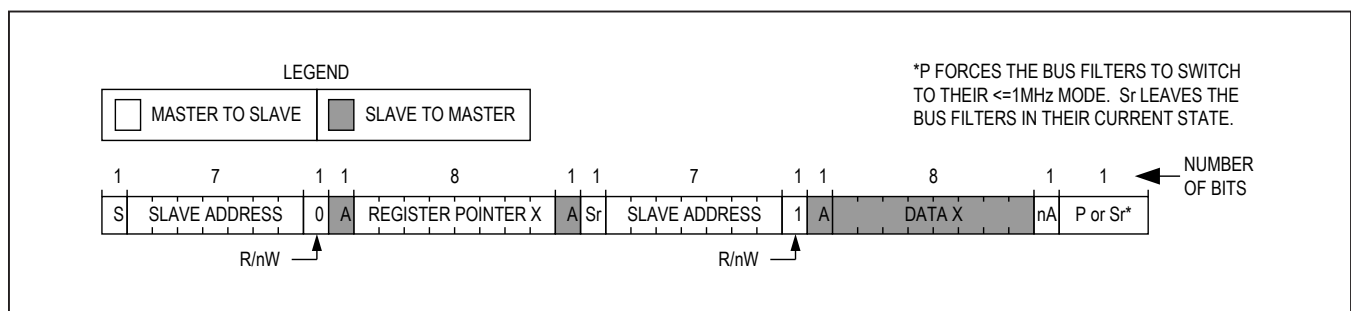 LEGEND
MASTER TO SLAVE SLAVE TO MASTER
*P FORCES THE BUS FILTERS TO SWITCH
TO THEIR <=1MHz MODE. Sr LEAVES THE
BUS FILTERS IN THEIR CURRENT STATE.
1 7 1 1 8 1 1 7 1 1 8 1 1
NUMBER
OF BITS
S SLAVE ADDRESS 0 A REGISTER POINTER X A Sr SLAVE ADDRESS 1 A DATA X nA P or Sr*
R/nW R/nW